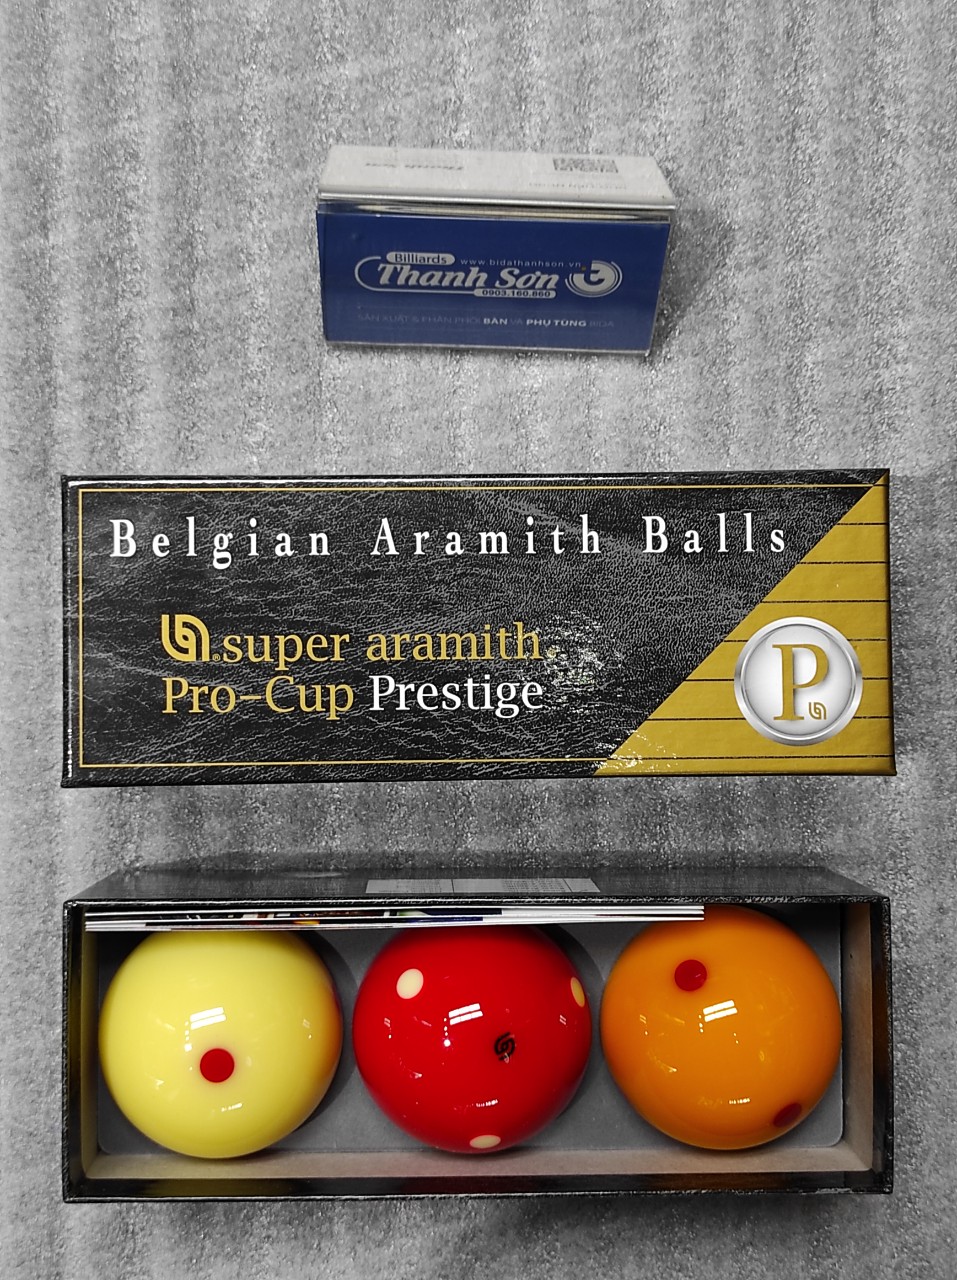 Billiards
www.bidathanhson.vn
Thanh Sơn
0903.160.860
SẢN XUẤT & PHÂN PHỐI BÀN VÀ PHỤ TÙNG BIDA
Belgian Aramith Balls
super aramith
Pro-Cup Prestige
P